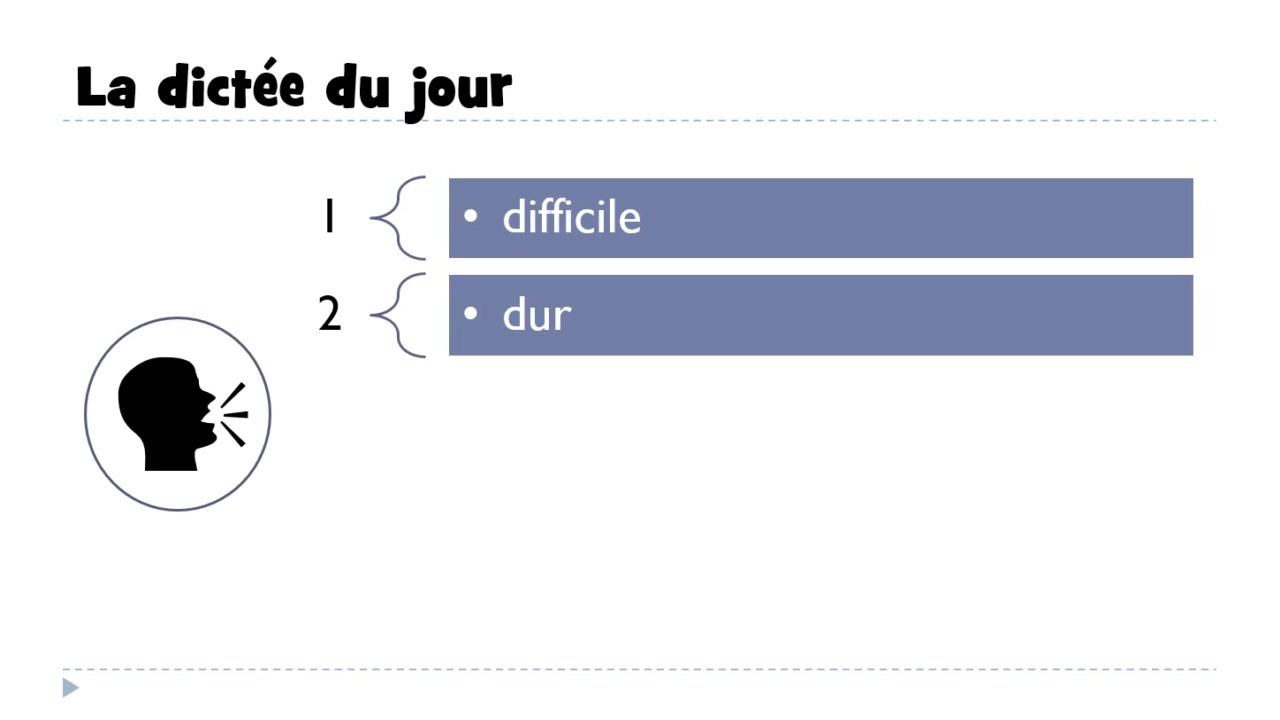 La dictée du jour
1
• difficile
2
• dur